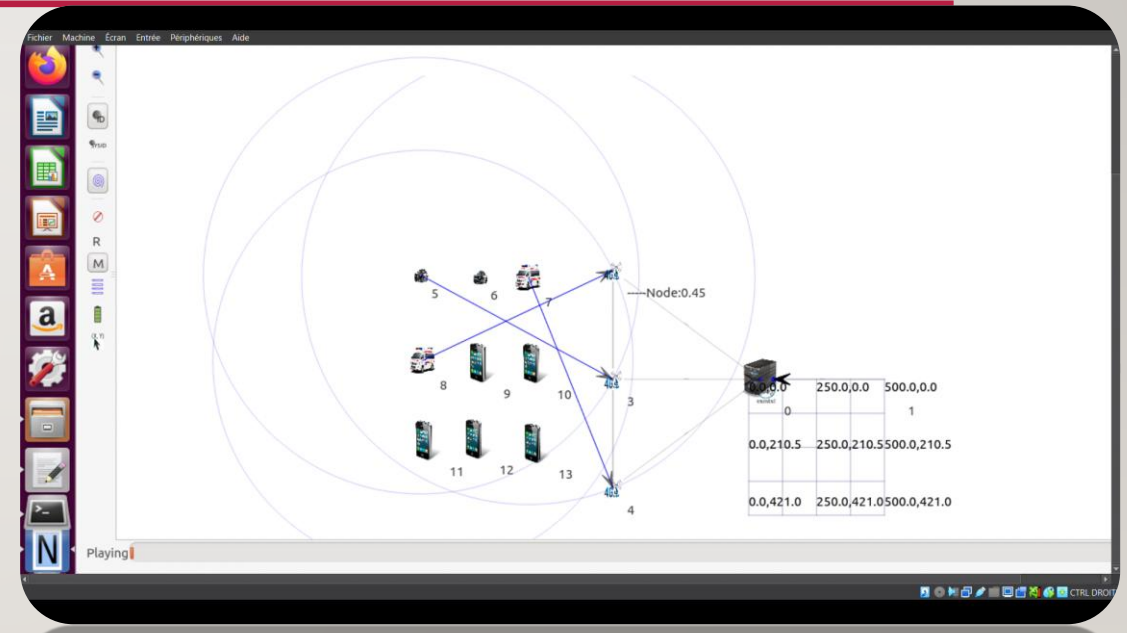 Fichier Machine Écran Entrée Périphériques Aide
R
M
5
6
7
-----Node:0.45
8
9
10
3
0.0,0.0 250.0,0.0 500.0,0.0
0
1
11
12
13
0.0,210.5 250.0,210.5 500.0,210.5
4
0.0,421.0 250.0,421.0 500.0,421.0
Playing
CTRL DROIT